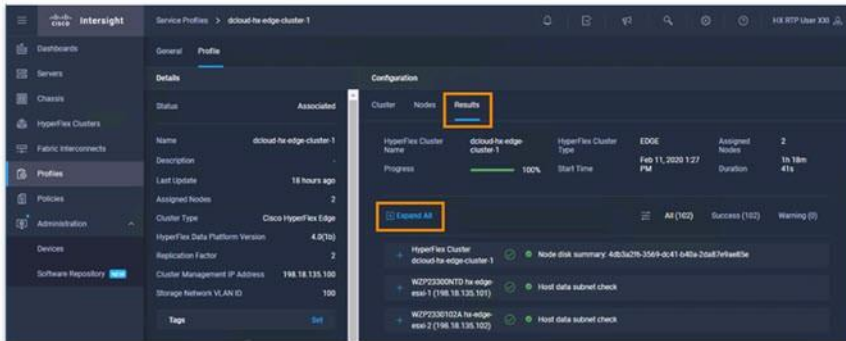 cisco Intersight
Service Profiles > dcloud-hx-edge-cluster-1
HX RTP User XXI
Dashboards
Servers
Chassis
HyperFlex Clusters
Fabric Interconnects
Profiles
Policies
Administration
Devices
Software Repository NEW
General Profile
Details
Status Associated
Name dcloud-hx-edge-cluster-1
Description -
Last Update 18 hours ago
Assigned Nodes 2
Cluster Type Cisco HyperFlex Edge
HyperFlex Data Platform Version 4.0(1b)
Replication Factor 2
Cluster Management IP Address 198.18.135.100
Storage Network VLAN ID 100
Tags Set
Configuration
Cluster Nodes Results
HyperFlex Cluster Name dcloud-hx-edge-cluster-1 HyperFlex Cluster Type EDGE Assigned Nodes 2
Progress 100% Start Time Feb 11, 2020 1:27 PM Duration 1h 18m 41s
Expand All All (102) Success (102) Warning (0)
HyperFlex Cluster
dcloud-hx-edge-cluster-1 Node disk summary: 4db3a2f6-3569-dc41-b40a-2da87e9ae85e
WZP23300NTD hx-edge-
esxi-1 (198.18.135.101) Host data subnet check
WZP2330102A hx-edge-
esxi-2 (198.18.135.102) Host data subnet check